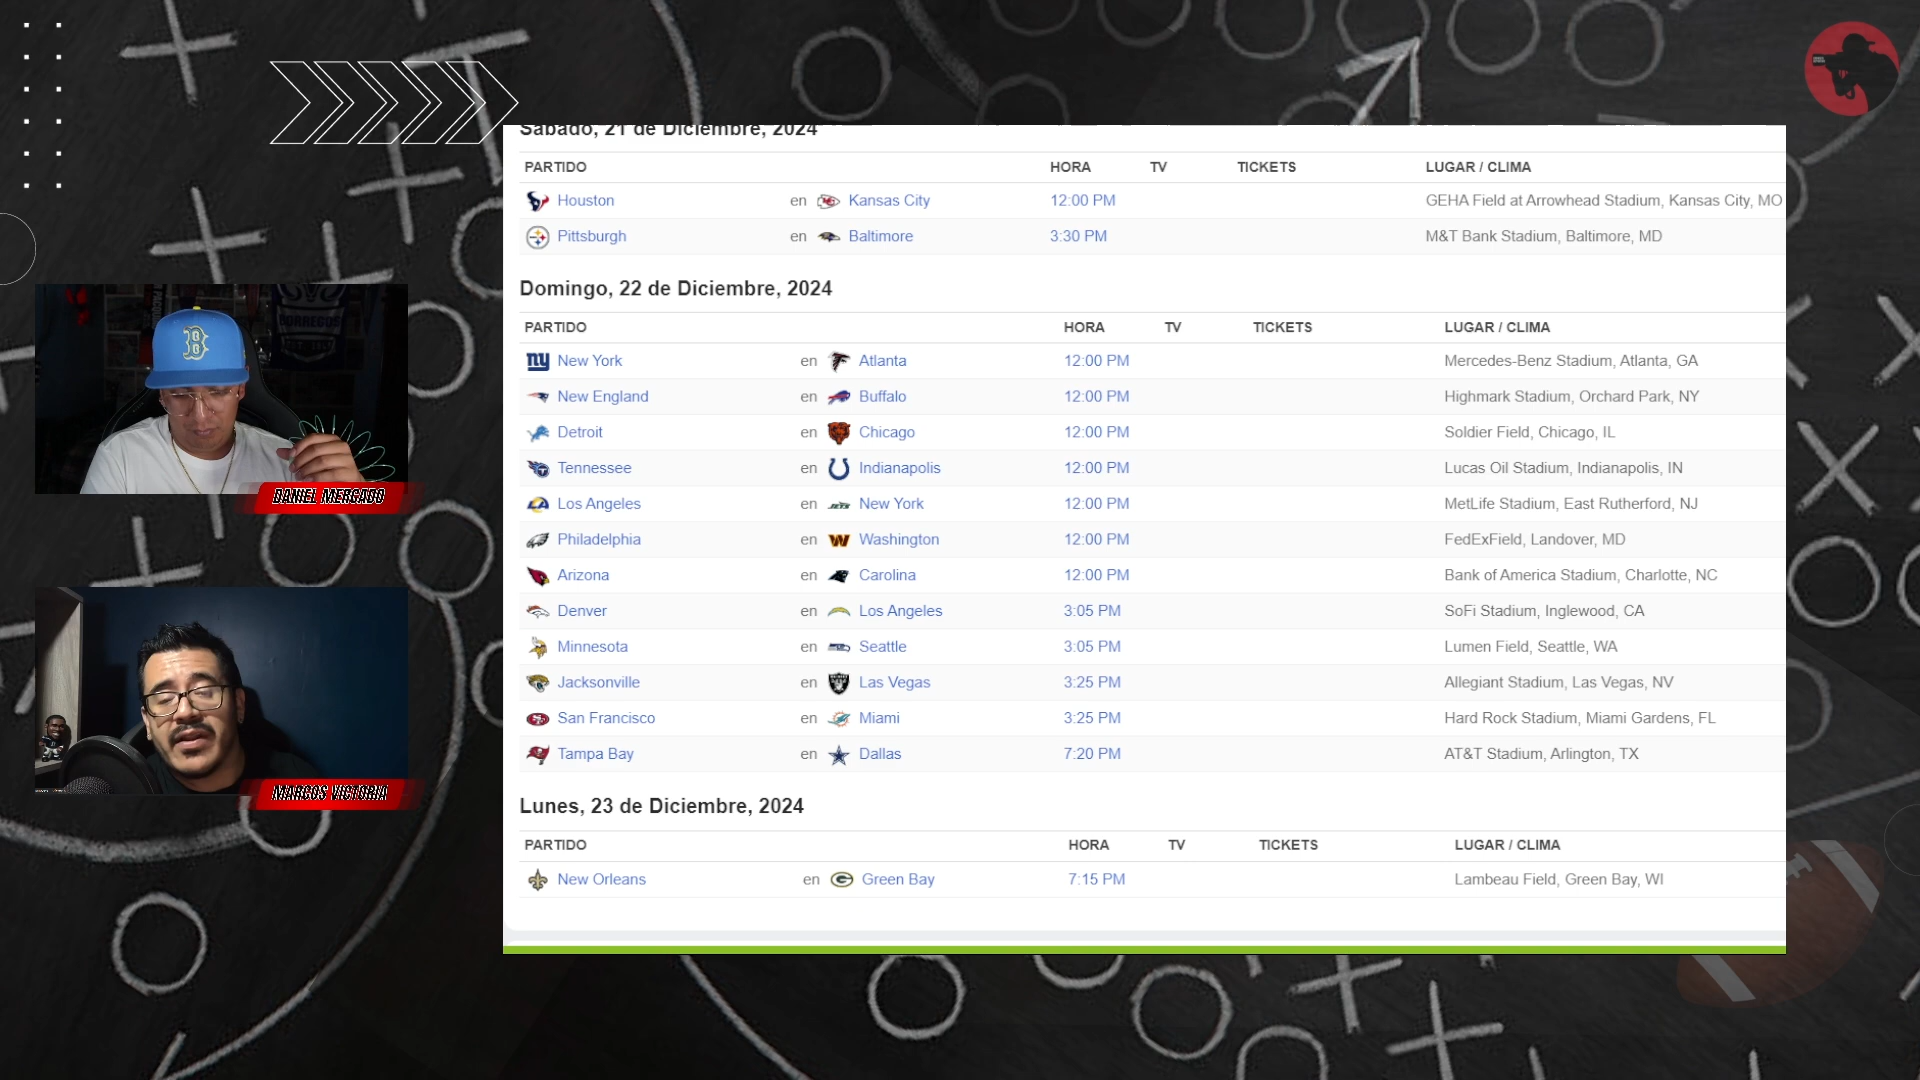 Sábado, 21 de Diciembre, 2024
PARTIDO HORA TV TICKETS LUGAR / CLIMA
Houston en Kansas City 12:00 PM GEHA Field at Arrowhead Stadium, Kansas City, MO
Pittsburgh en Baltimore 3:30 PM M&T Bank Stadium, Baltimore, MD
Domingo, 22 de Diciembre, 2024
PARTIDO HORA TV TICKETS LUGAR / CLIMA
ny New York en Atlanta 12:00 PM Mercedes-Benz Stadium, Atlanta, GA
New England en Buffalo 12:00 PM Highmark Stadium, Orchard Park, NY
Detroit en Chicago 12:00 PM Soldier Field, Chicago, IL
Tennessee en Indianapolis 12:00 PM Lucas Oil Stadium, Indianapolis, IN
Los Angeles en JETS New York 12:00 PM MetLife Stadium, East Rutherford, NJ
Philadelphia en W Washington 12:00 PM FedExField, Landover, MD
Arizona en Carolina 12:00 PM Bank of America Stadium, Charlotte, NC
Denver en Los Angeles 3:05 PM SoFi Stadium, Inglewood, CA
Minnesota en Seattle 3:05 PM Lumen Field, Seattle, WA
Jacksonville en Las Vegas 3:25 PM Allegiant Stadium, Las Vegas, NV
San Francisco en Miami 3:25 PM Hard Rock Stadium, Miami Gardens, FL
Tampa Bay en Dallas 7:20 PM AT&T Stadium, Arlington, TX
Lunes, 23 de Diciembre, 2024
PARTIDO HORA TV TICKETS LUGAR / CLIMA
New Orleans en G Green Bay 7:15 PM Lambeau Field, Green Bay, WI
BORREGOS
B
DANIEL MERCADO
MARCOS VICTORIA